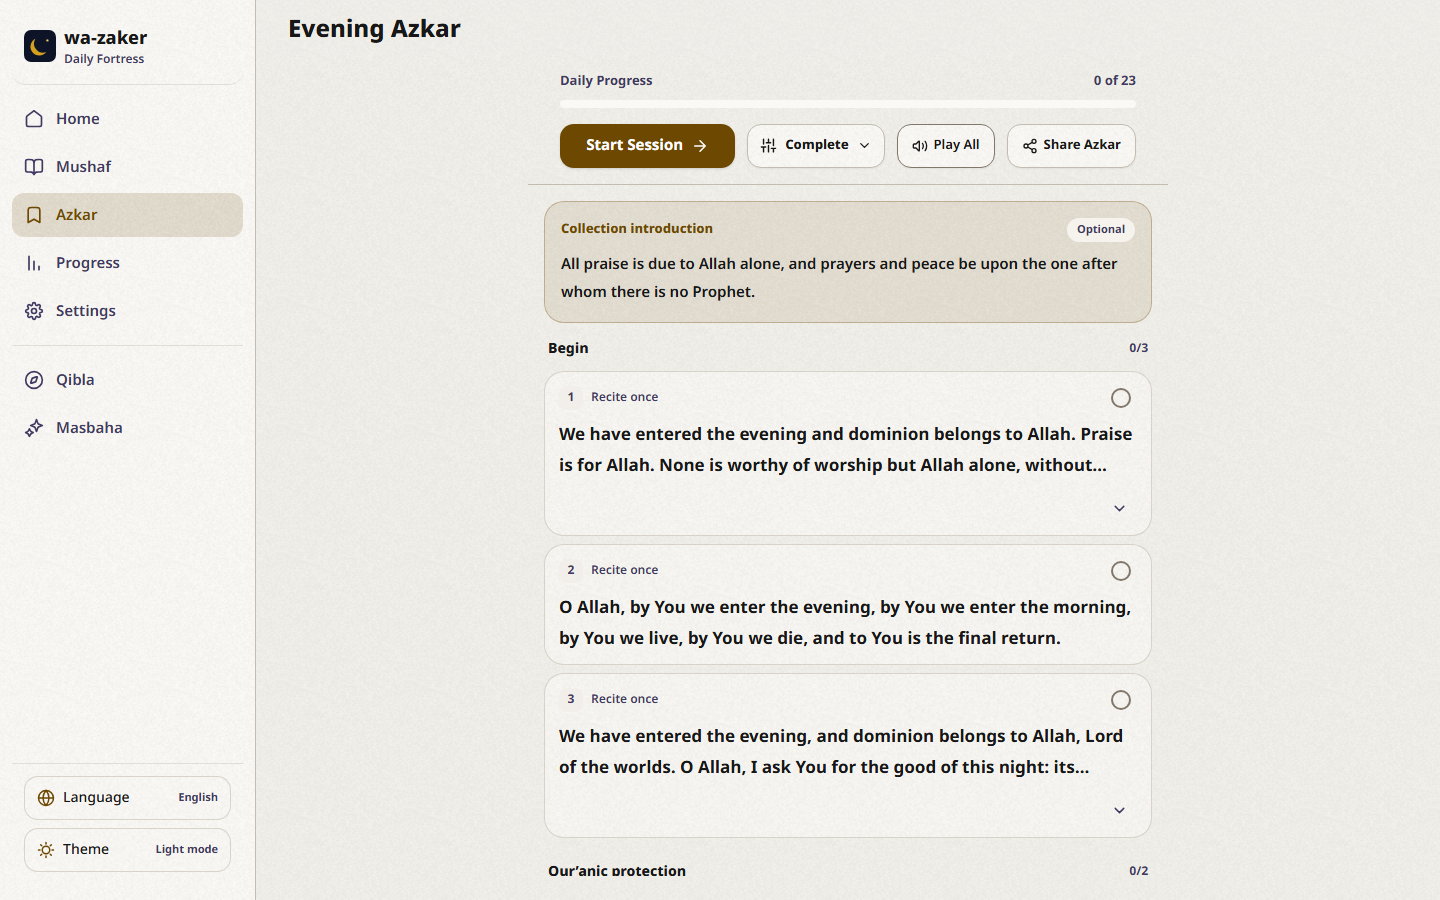 wa-zaker
Daily Fortress
Home
Mushaf
Azkar
Progress
Settings
Qibla
Masbaha
Language English
Theme Light mode
Evening Azkar
Daily Progress 0 of 23
Start Session Complete Play All Share Azkar
Collection introduction Optional
All praise is due to Allah alone, and prayers and peace be upon the one after
whom there is no Prophet.
Begin 0/3
1 Recite once
We have entered the evening and dominion belongs to Allah. Praise
is for Allah. None is worthy of worship but Allah alone, without...
2 Recite once
O Allah, by You we enter the evening, by You we enter the morning,
by You we live, by You we die, and to You is the final return.
3 Recite once
We have entered the evening, and dominion belongs to Allah, Lord
of the worlds. O Allah, I ask You for the good of this night: its...
Qur’anic protection 0/2